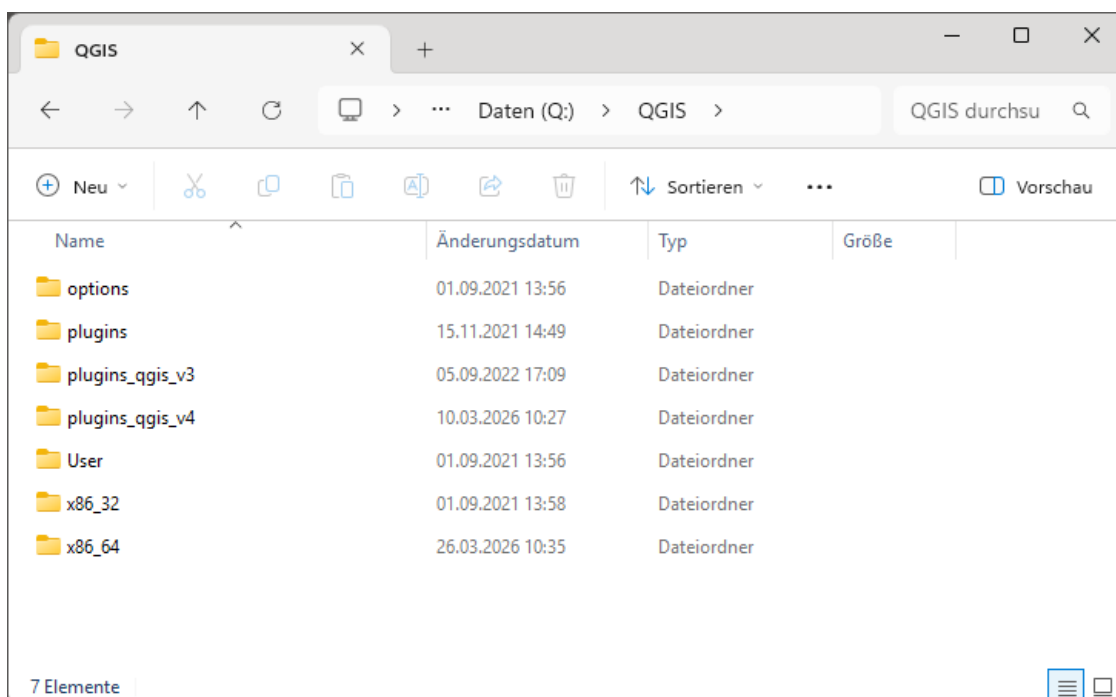 QGIS
Daten (Q:) QGIS QGIS durchsu
Neu Sortieren Vorschau
Name Änderungsdatum Typ Größe
options 01.09.2021 13:56 Dateiordner
plugins 15.11.2021 14:49 Dateiordner
plugins_qgis_v3 05.09.2022 17:09 Dateiordner
plugins_qgis_v4 10.03.2026 10:27 Dateiordner
User 01.09.2021 13:56 Dateiordner
x86_32 01.09.2021 13:58 Dateiordner
x86_64 26.03.2026 10:35 Dateiordner
7 Elemente